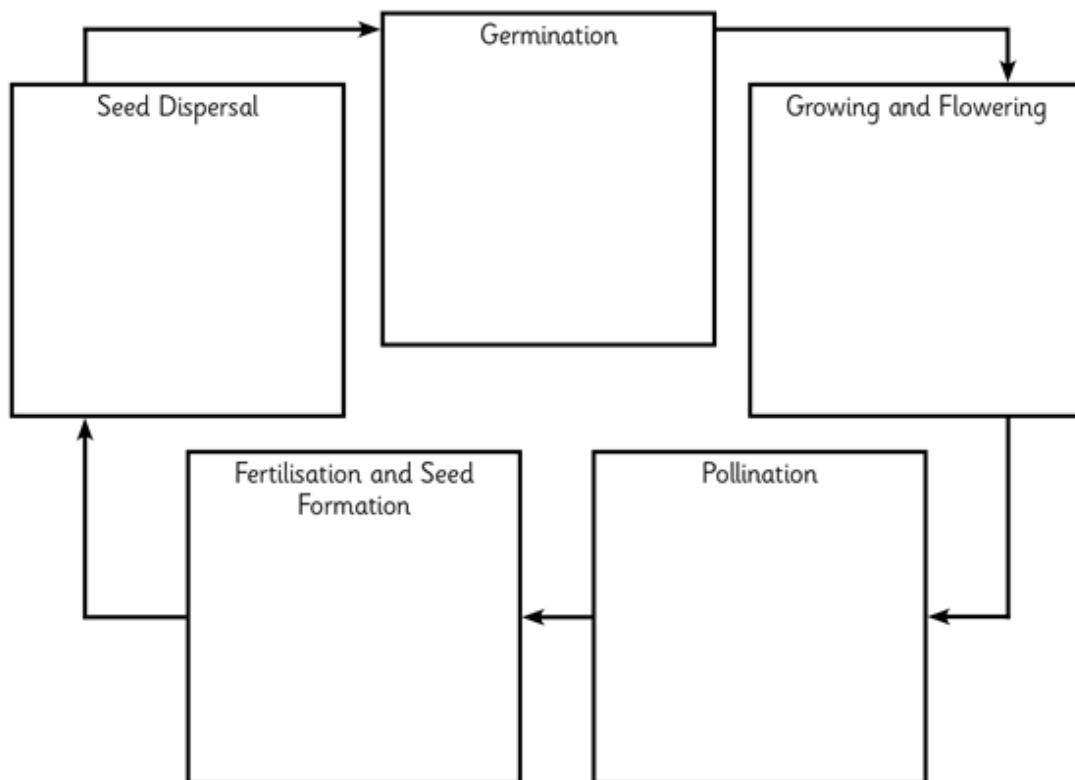 Germination
Seed Dispersal
Growing and Flowering
Fertilisation and Seed
Formation
Pollination